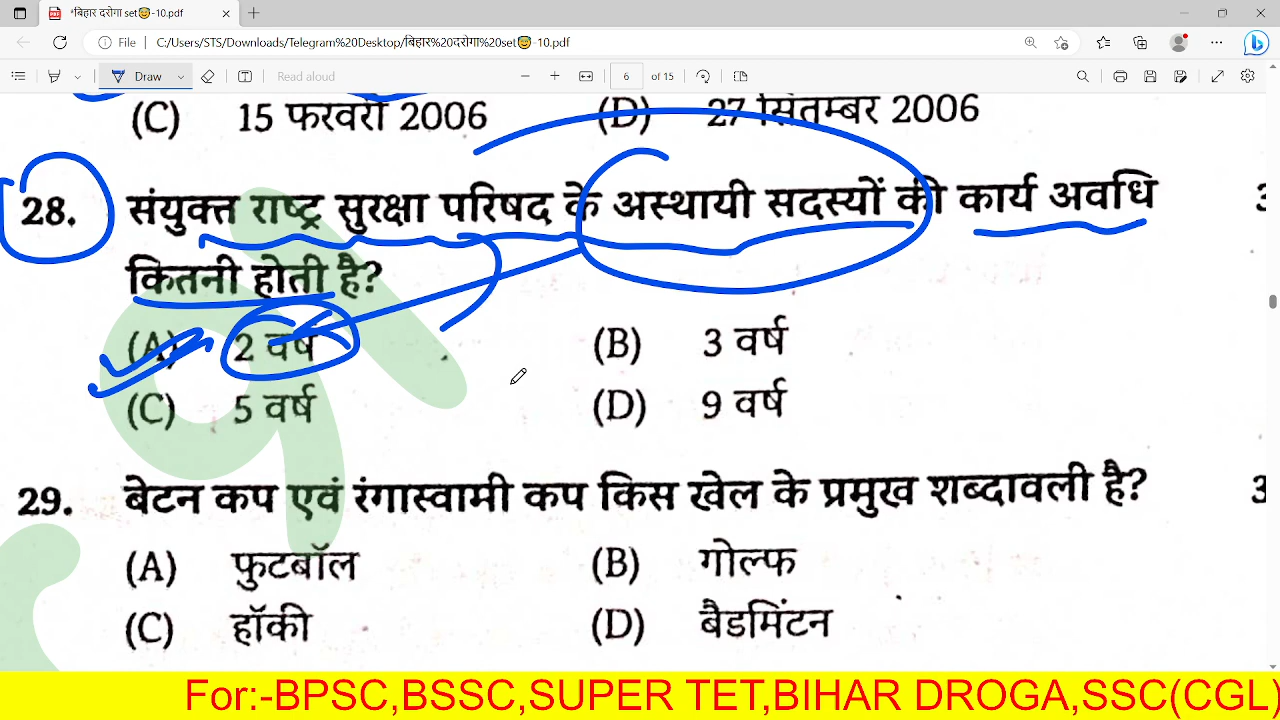 *बिहार दरोगा set😅-10.pdf
File C:/Users/STS/Downloads/Telegram%20Desktop/बिहार%20दरोगा%20set😅-10.pdf
Draw Read aloud 6 of 15
(C) 15 फरवरी 2006 (D) 27 सितम्बर 2006
28. संयुक्त राष्ट्र सुरक्षा परिषद के अस्थायी सदस्यों की कार्य अवधि
कितनी होती है?
(A) 2 वर्ष (B) 3 वर्ष
(C) 5 वर्ष (D) 9 वर्ष
29. बेटन कप एवं रंगास्वामी कप किस खेल के प्रमुख शब्दावली है?
(A) फुटबॉल (B) गोल्फ
(C) हॉकी (D) बैडमिंटन
For:-BPSC,BSSC,SUPER TET,BIHAR DROGA,SSC(CGL)